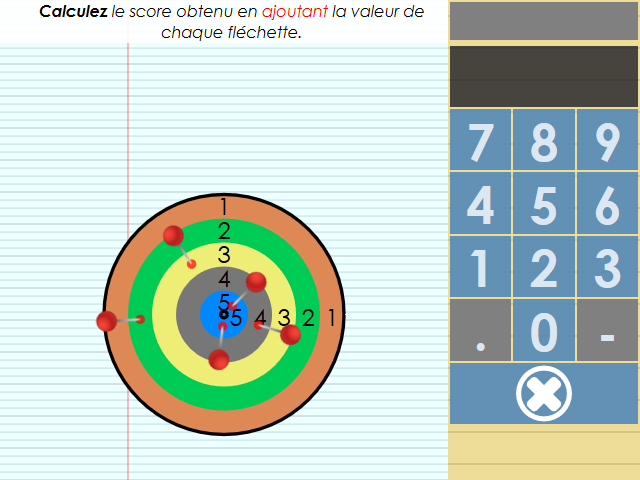 Calculez le score obtenu en ajoutant la valeur de
chaque fléchette.
1
2
3
4
5
5 4 3 2 1
7 8 9
4 5 6
1 2 3
. 0 -